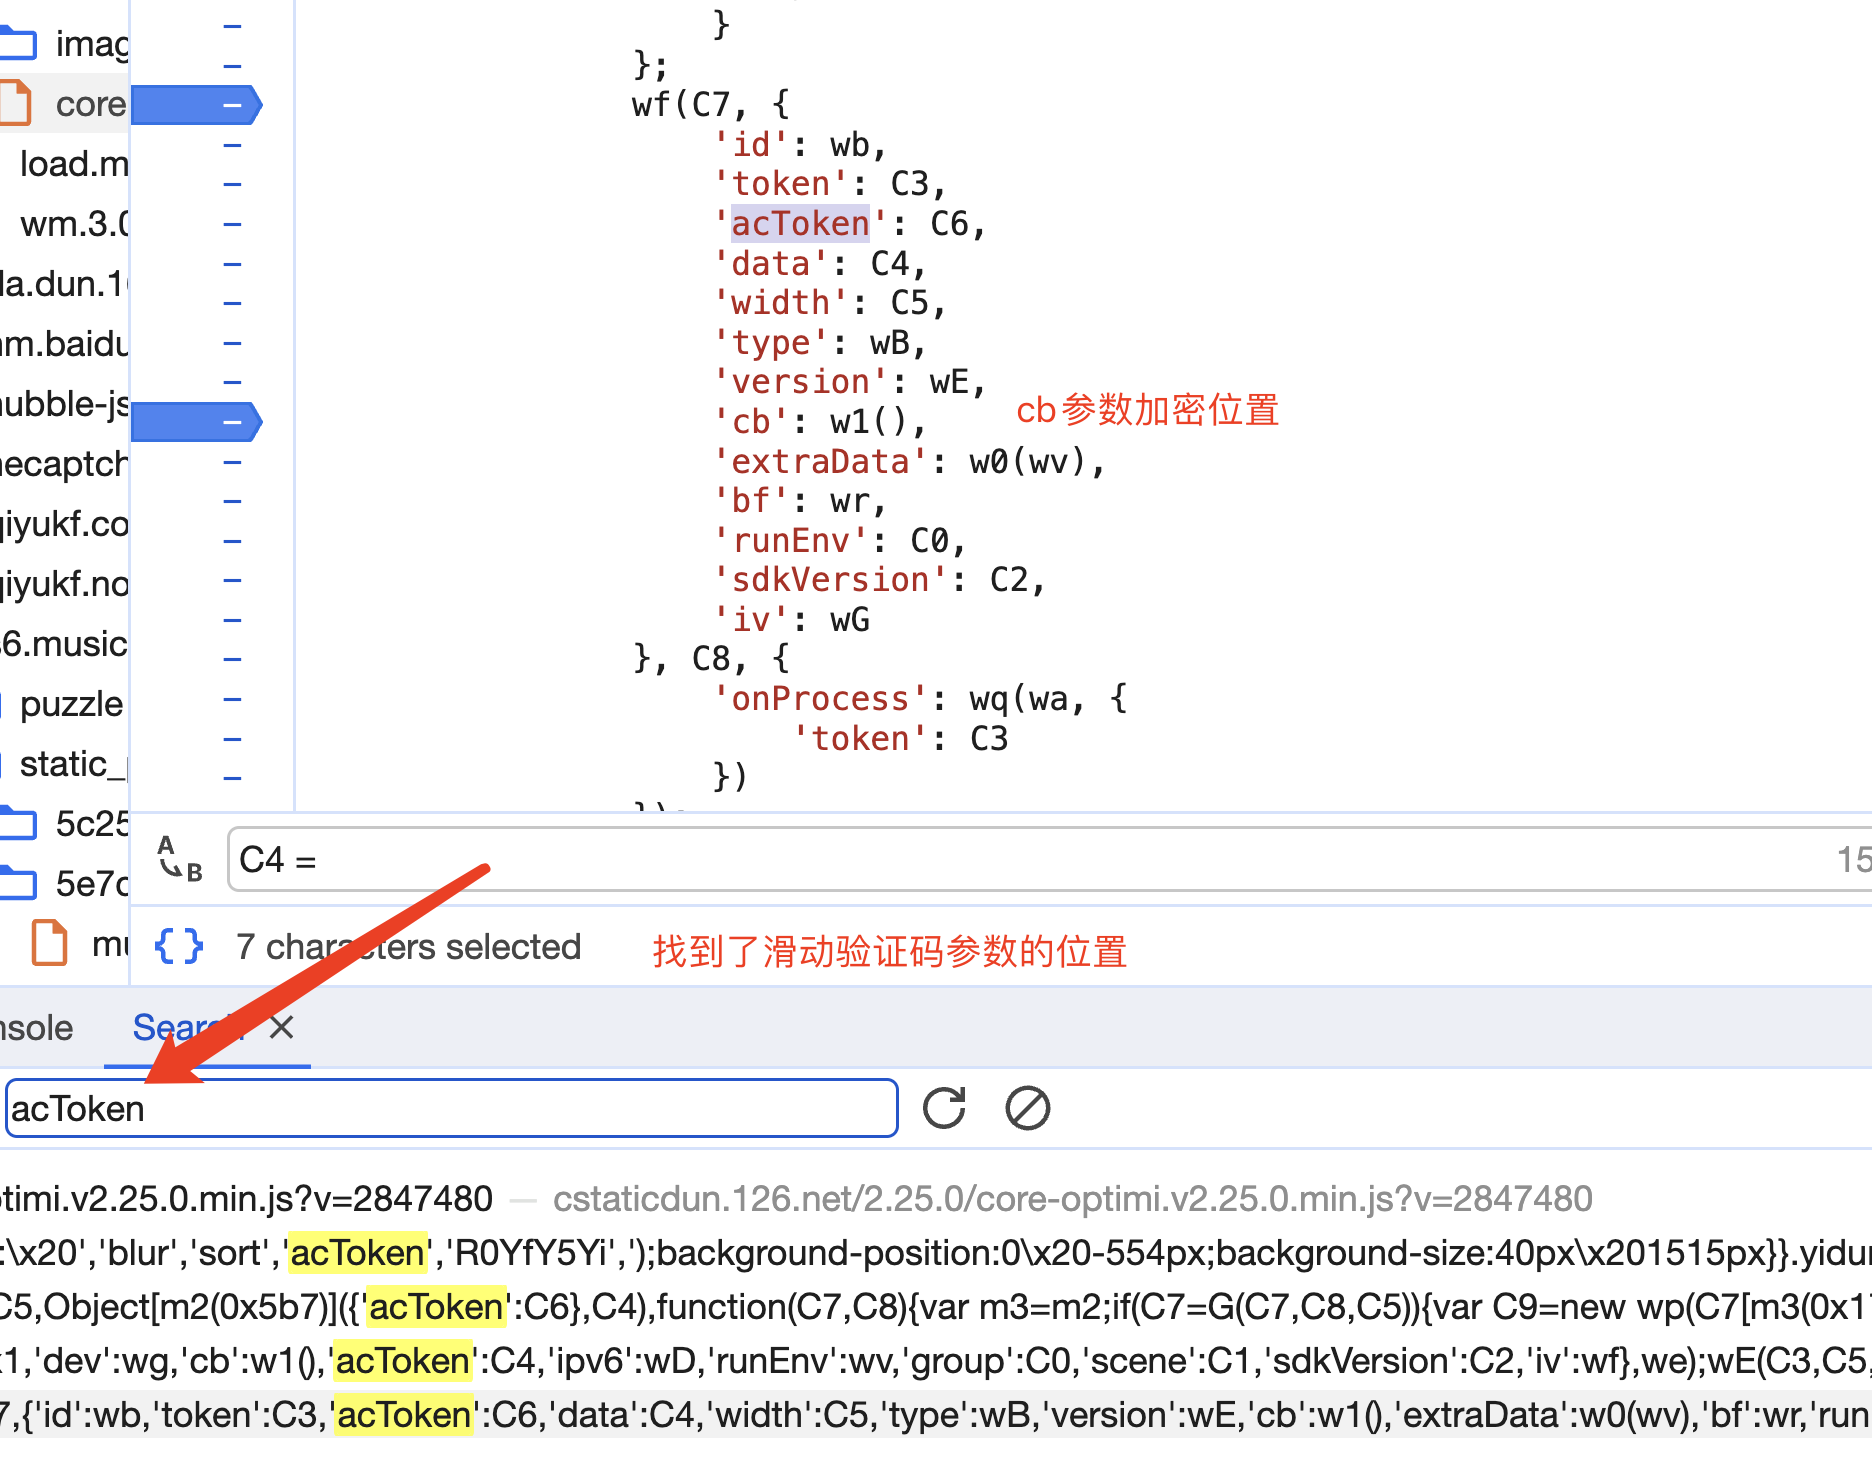 imag
core
load.m
wm.3.0
la.dun.1
m.baidu
ubble-js
ecaptch
iyukf.co
iyukf.no
6.music
puzzle
static_
5c25
5e7c
mu
}
};
wf(C7, {
'id': wb,
'token': C3,
'acToken': C6,
'data': C4,
'width': C5,
'type': wB,
'version': wE,
'cb': w1(),
cb参数加密位置
'extraData': w0(wv),
'bf': wr,
'runEnv': C0,
'sdkVersion': C2,
'iv': wG
}, C8, {
'onProcess': wq(wa, {
'token': C3
})
A B
C4 =
15
{} 7 characters selected
找到了滑动验证码参数的位置
nsole
Search ×
acToken
timi.v2.25.0.min.js?v=2847480 — cstaticdun.126.net/2.25.0/core-optimi.v2.25.0.min.js?v=2847480
:\x20','blur','sort','acToken','R0YfY5Yi',');background-position:0\x20-554px;background-size:40px\x201515px}}.yidun
C5,Object[m2(0x5b7)]({'acToken':C6},C4),function(C7,C8){var m3=m2;if(C7=G(C7,C8,C5)){var C9=new wp(C7[m3(0x17
1,'dev':wg,'cb':w1(),'acToken':C4,'ipv6':wD,'runEnv':wv,'group':C0,'scene':C1,'sdkVersion':C2,'iv':wf},we);wE(C3,C5,
7,{'id':wb,'token':C3,'acToken':C6,'data':C4,'width':C5,'type':wB,'version':wE,'cb':w1(),'extraData':w0(wv),'bf':wr,'run